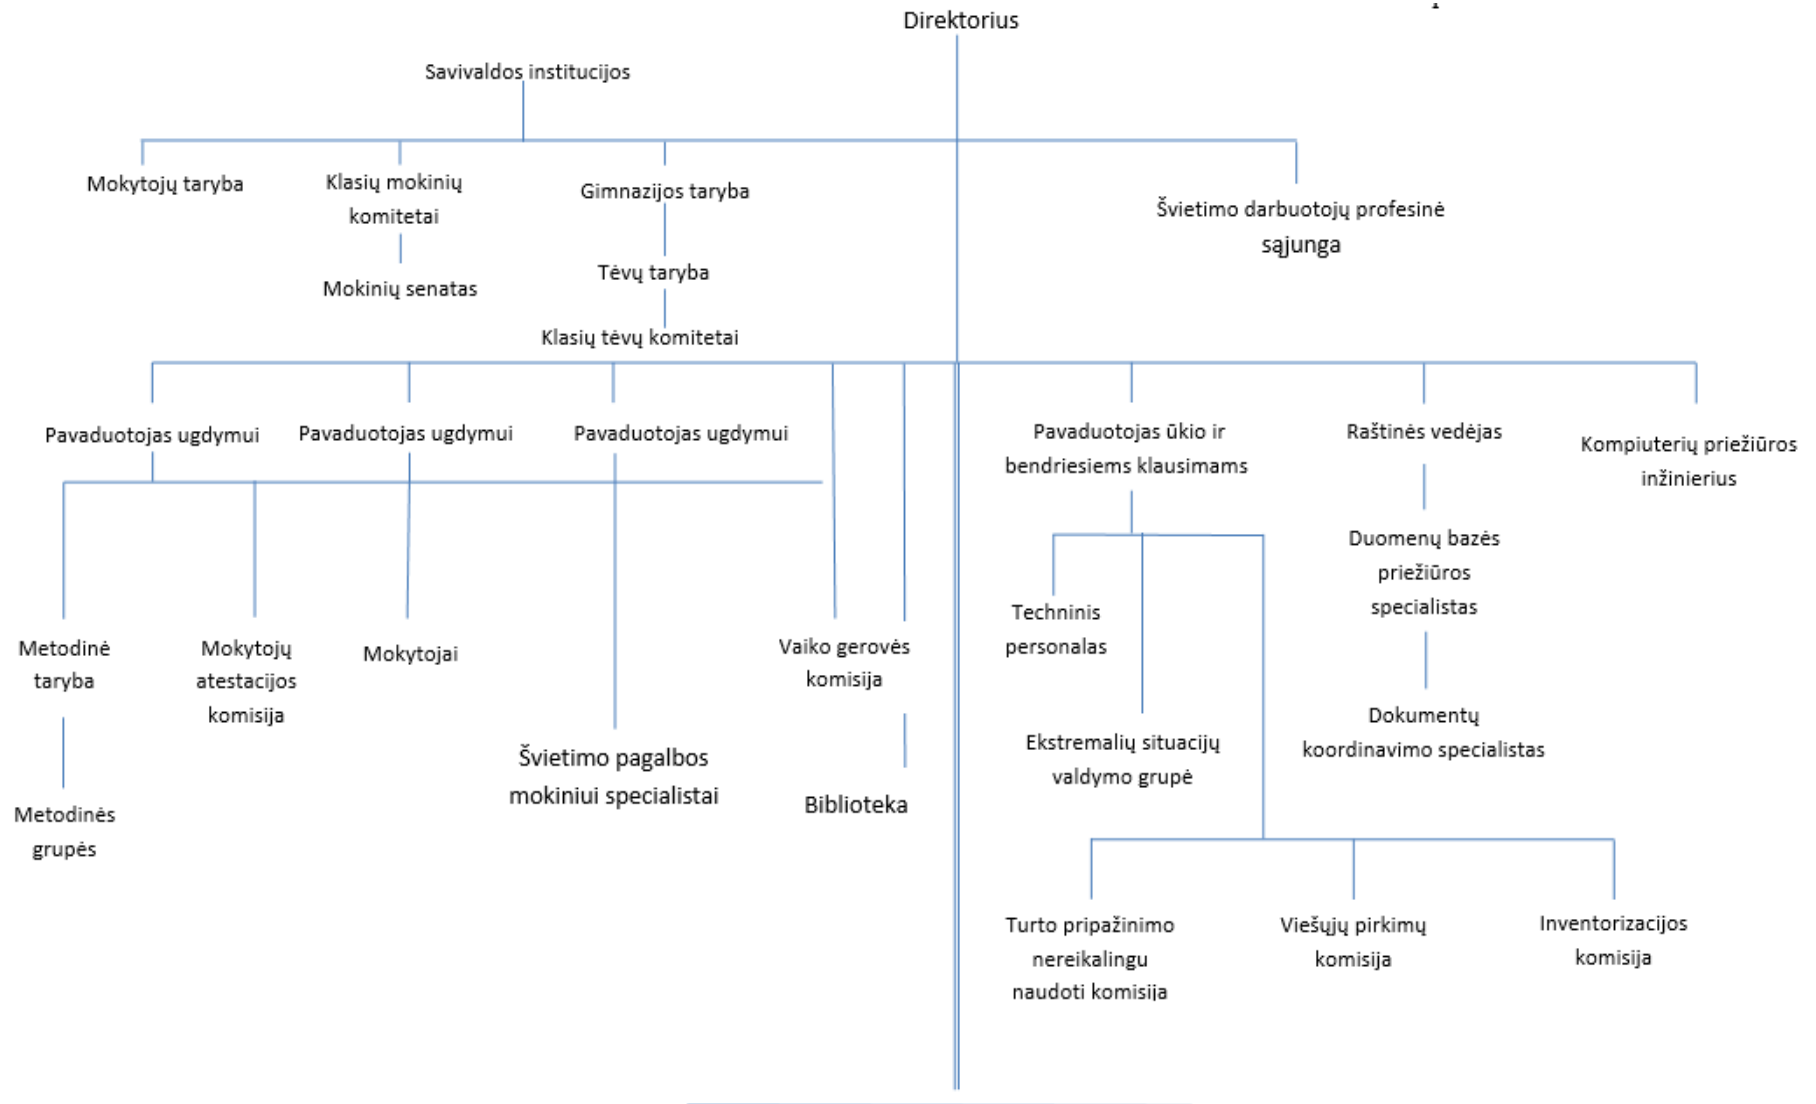 Direktorius
Savivaldos institucijos
Mokytojų taryba
Klasių mokinių
komitetai
Mokinių senatas
Gimnazijos taryba
Tėvų taryba
Klasių tėvų komitetai
Švietimo darbuotojų profesinė
sąjunga
Pavaduotojas ugdymui
Pavaduotojas ugdymui
Pavaduotojas ugdymui
Pavaduotojas ūkio ir
bendriesiems klausimams
Raštinės vedėjas
Kompiuterių priežiūros
inžinierius
Duomenų bazės
priežiūros
specialistas
Dokumentų
koordinavimo specialistas
Metodinė
taryba
Metodinės
grupės
Mokytojų
atestacijos
komisija
Mokytojai
Švietimo pagalbos
mokiniui specialistai
Vaiko gerovės
komisija
Biblioteka
Techninis
personalas
Ekstremalių situacijų
valdymo grupė
Turto pripažinimo
nereikalingu
naudoti komisija
Viešųjų pirkimų
komisija
Inventorizacijos
komisija